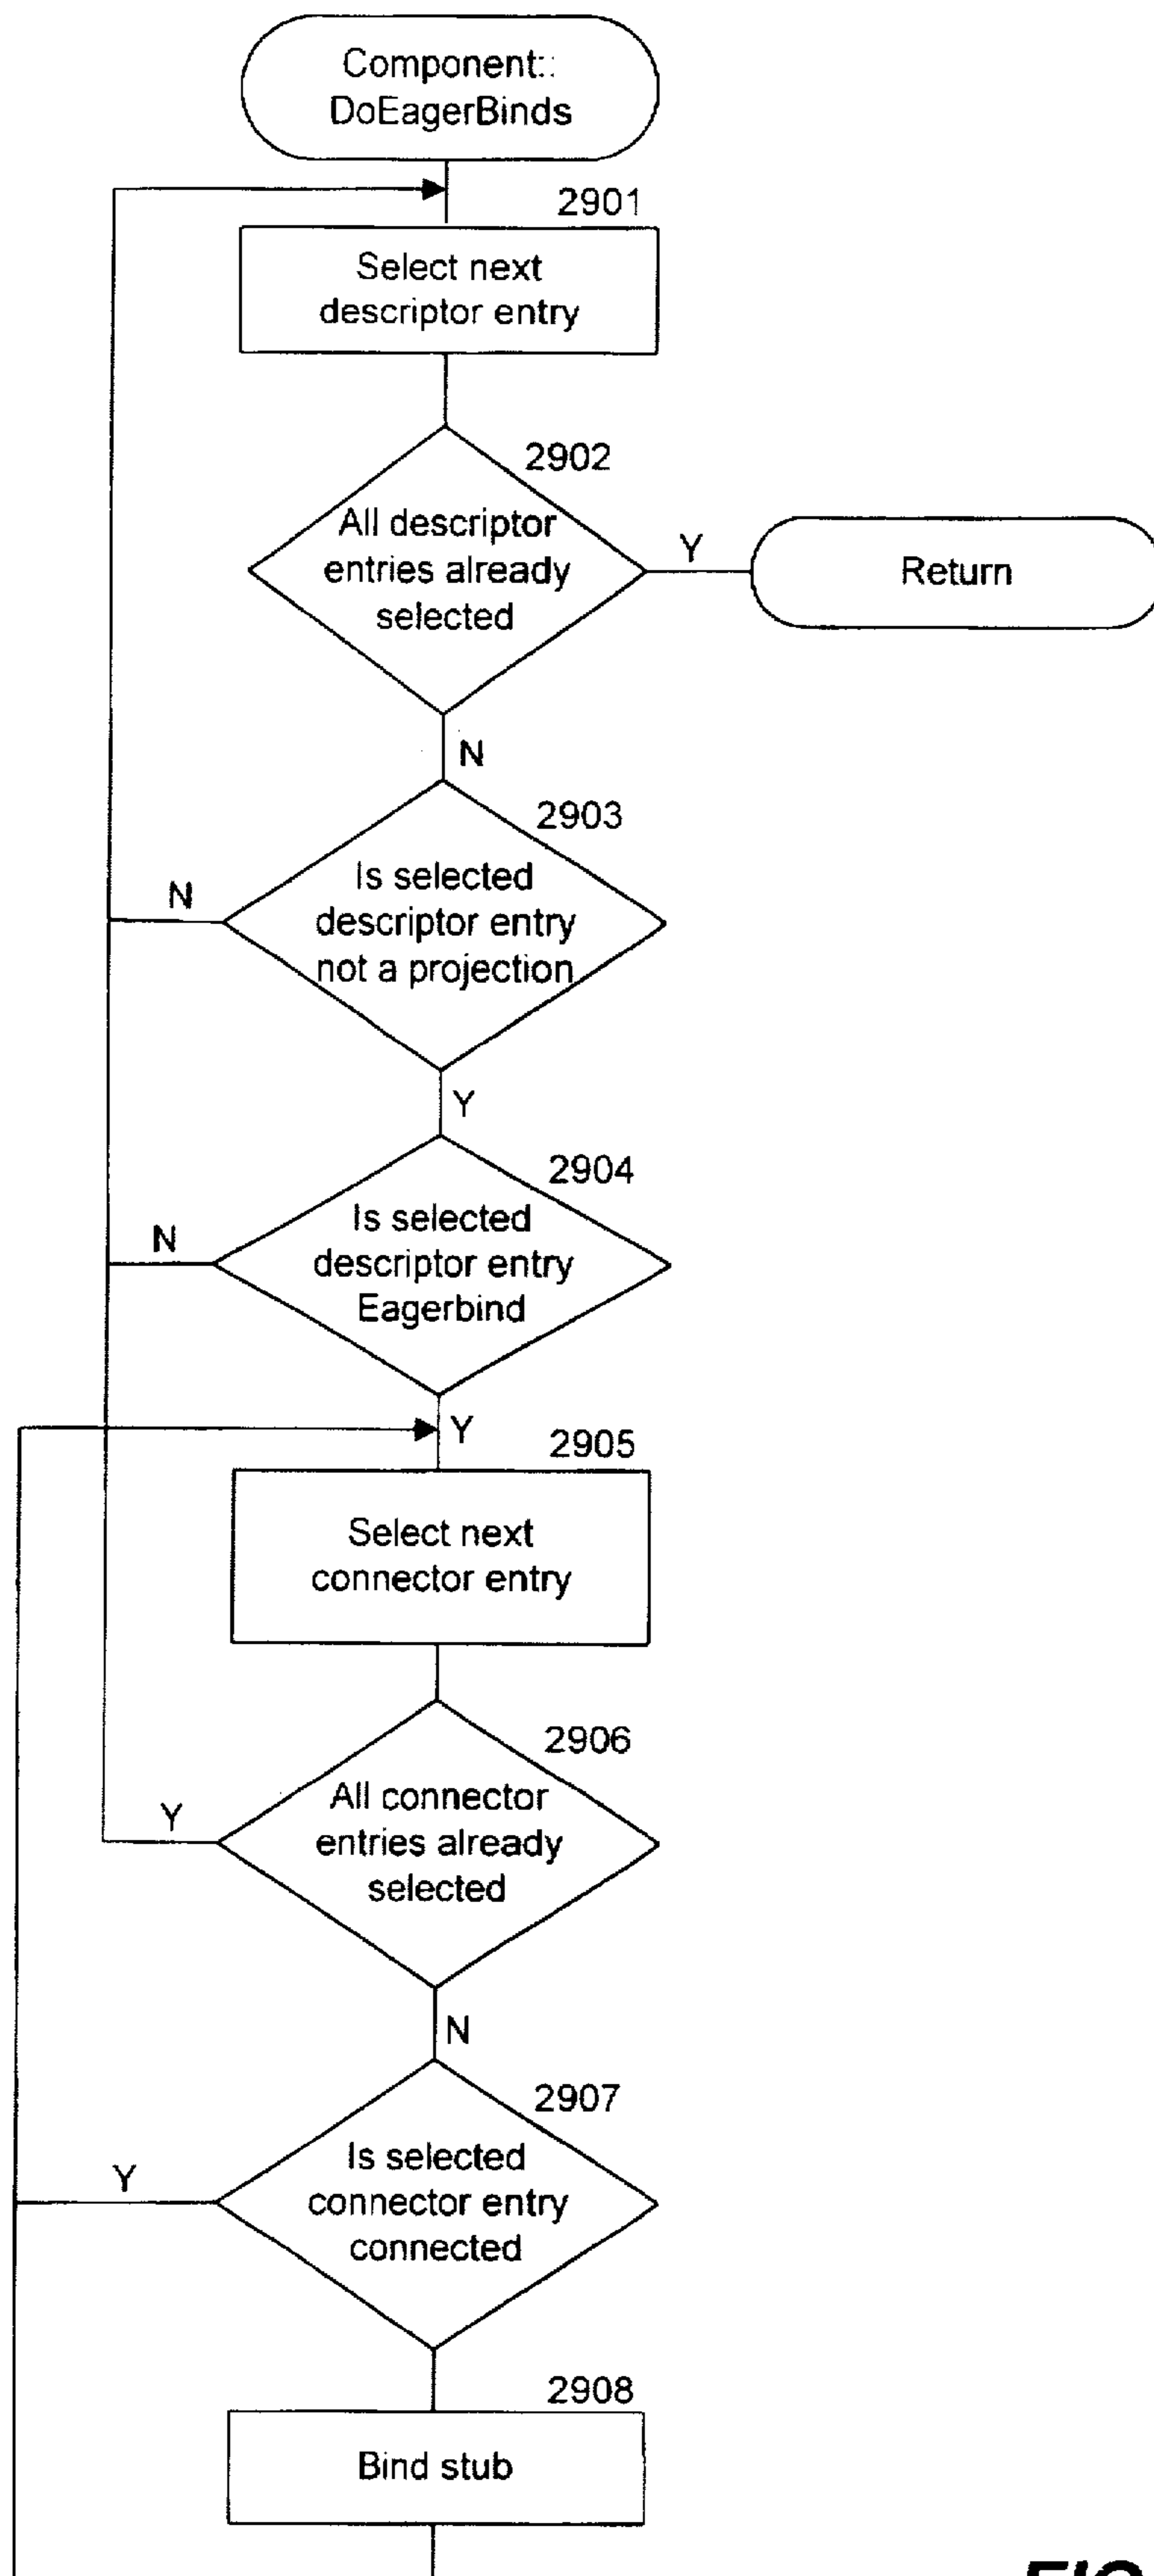 Component::
DoEagerBinds
2901
Select next
descriptor entry
2902
All descriptor
entries already
selected
Y
Return
N
2903
Is selected
descriptor entry
not a projection
N
Y
2904
Is selected
descriptor entry
Eagerbind
N
Y
2905
Select next
connector entry
2906
All connector
entries already
selected
Y
N
2907
Is selected
connector entry
connected
Y
2908
Bind stub